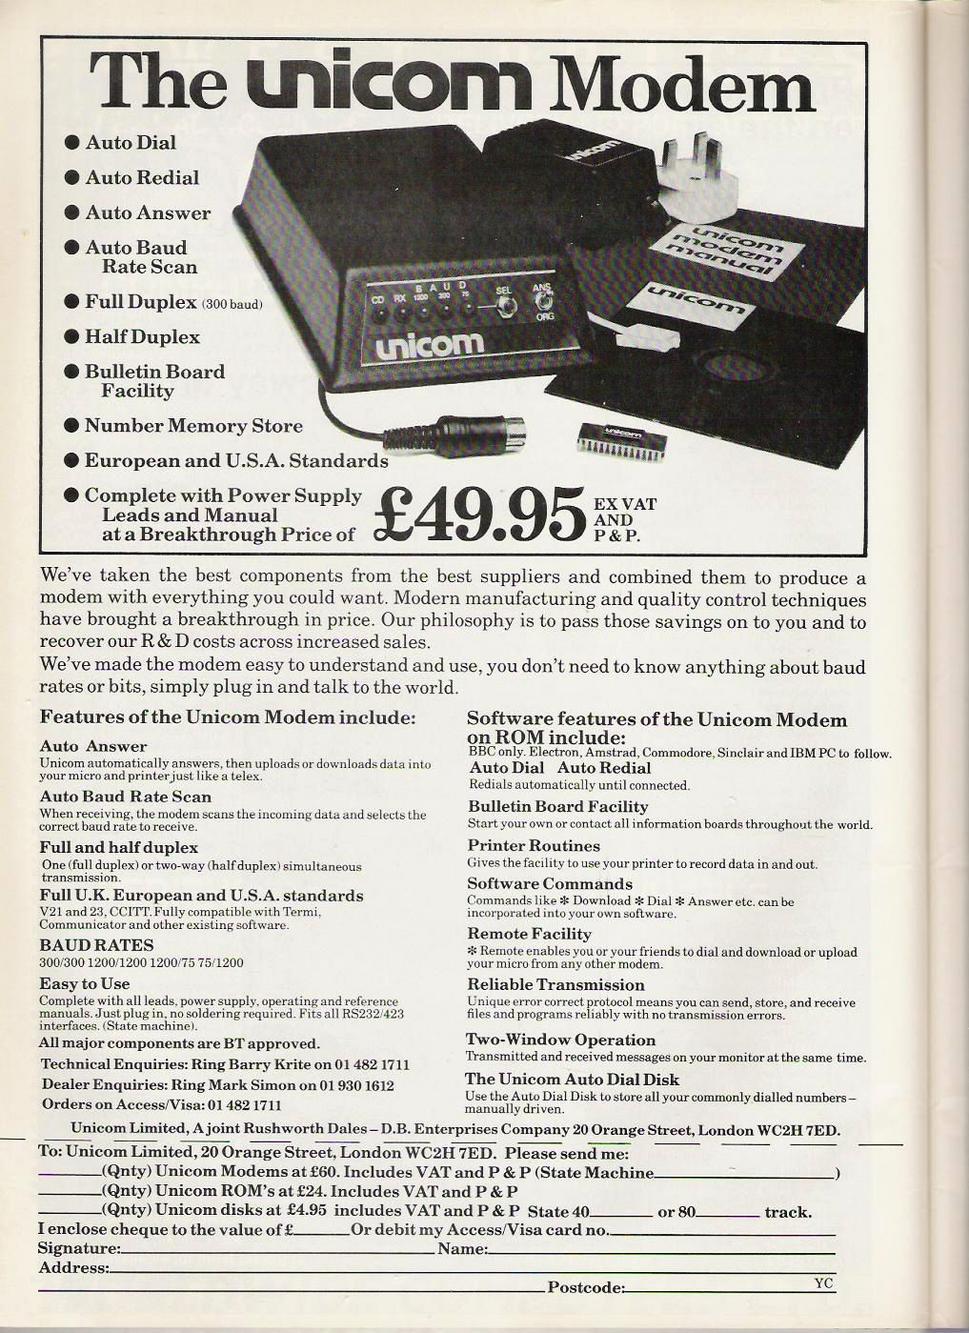 The unicom Modem
● Auto Dial
● Auto Redial
● Auto Answer
● Auto Baud
Rate Scan
● Full Duplex (300 baud)
● Half Duplex
● Bulletin Board
Facility
● Number Memory Store
● European and U.S.A. Standards
● Complete with Power Supply
Leads and Manual
at a Breakthrough Price of
£49.95
EX VAT
AND
P & P.
unicom
unicom
modem
manual
unicom
B A U D
CD RX 1200 300 75
SEL
ANS
ORG
unicom
unicom
We've taken the best components from the best suppliers and combined them to produce a
modem with everything you could want. Modern manufacturing and quality control techniques
have brought a breakthrough in price. Our philosophy is to pass those savings on to you and to
recover our R & D costs across increased sales.
We've made the modem easy to understand and use, you don't need to know anything about baud
rates or bits, simply plug in and talk to the world.
Features of the Unicom Modem include:
Auto Answer
Unicom automatically answers, then uploads or downloads data into
your micro and printer just like a telex.
Auto Baud Rate Scan
When receiving, the modem scans the incoming data and selects the
correct baud rate to receive.
Full and half duplex
One (full duplex) or two-way (half duplex) simultaneous
transmission.
Full U.K. European and U.S.A. standards
V21 and 23, CCITT. Fully compatible with Termi,
Communicator and other existing software.
BAUD RATES
300/300 1200/1200 1200/75 75/1200
Easy to Use
Complete with all leads, power supply, operating and reference
manuals. Just plug in, no soldering required. Fits all RS232/423
interfaces. (State machine).
All major components are BT approved.
Technical Enquiries: Ring Barry Krite on 01 482 1711
Dealer Enquiries: Ring Mark Simon on 01 930 1612
Orders on Access/Visa: 01 482 1711
Software features of the Unicom Modem
on ROM include:
BBC only. Electron, Amstrad, Commodore, Sinclair and IBM PC to follow.
Auto Dial Auto Redial
Redials automatically until connected.
Bulletin Board Facility
Start your own or contact all information boards throughout the world.
Printer Routines
Gives the facility to use your printer to record data in and out.
Software Commands
Commands like ✻ Download ✻ Dial ✻ Answer etc. can be
incorporated into your own software.
Remote Facility
✻ Remote enables you or your friends to dial and download or upload
your micro from any other modem.
Reliable Transmission
Unique error correct protocol means you can send, store, and receive
files and programs reliably with no transmission errors.
Two-Window Operation
Transmitted and received messages on your monitor at the same time.
The Unicom Auto Dial Disk
Use the Auto Dial Disk to store all your commonly dialled numbers–
manually driven.
Unicom Limited, A joint Rushworth Dales – D.B. Enterprises Company 20 Orange Street, London WC2H 7ED.
To: Unicom Limited, 20 Orange Street, London WC2H 7ED. Please send me:
______(Qnty) Unicom Modems at £60. Includes VAT and P & P (State Machine______)
______(Qnty) Unicom ROM's at £24. Includes VAT and P & P
______(Qnty) Unicom disks at £4.95 includes VAT and P & P State 40______ or 80______ track.
I enclose cheque to the value of £______Or debit my Access/Visa card no.______
Signature:______Name:______
Address:______
______Postcode:______ YC